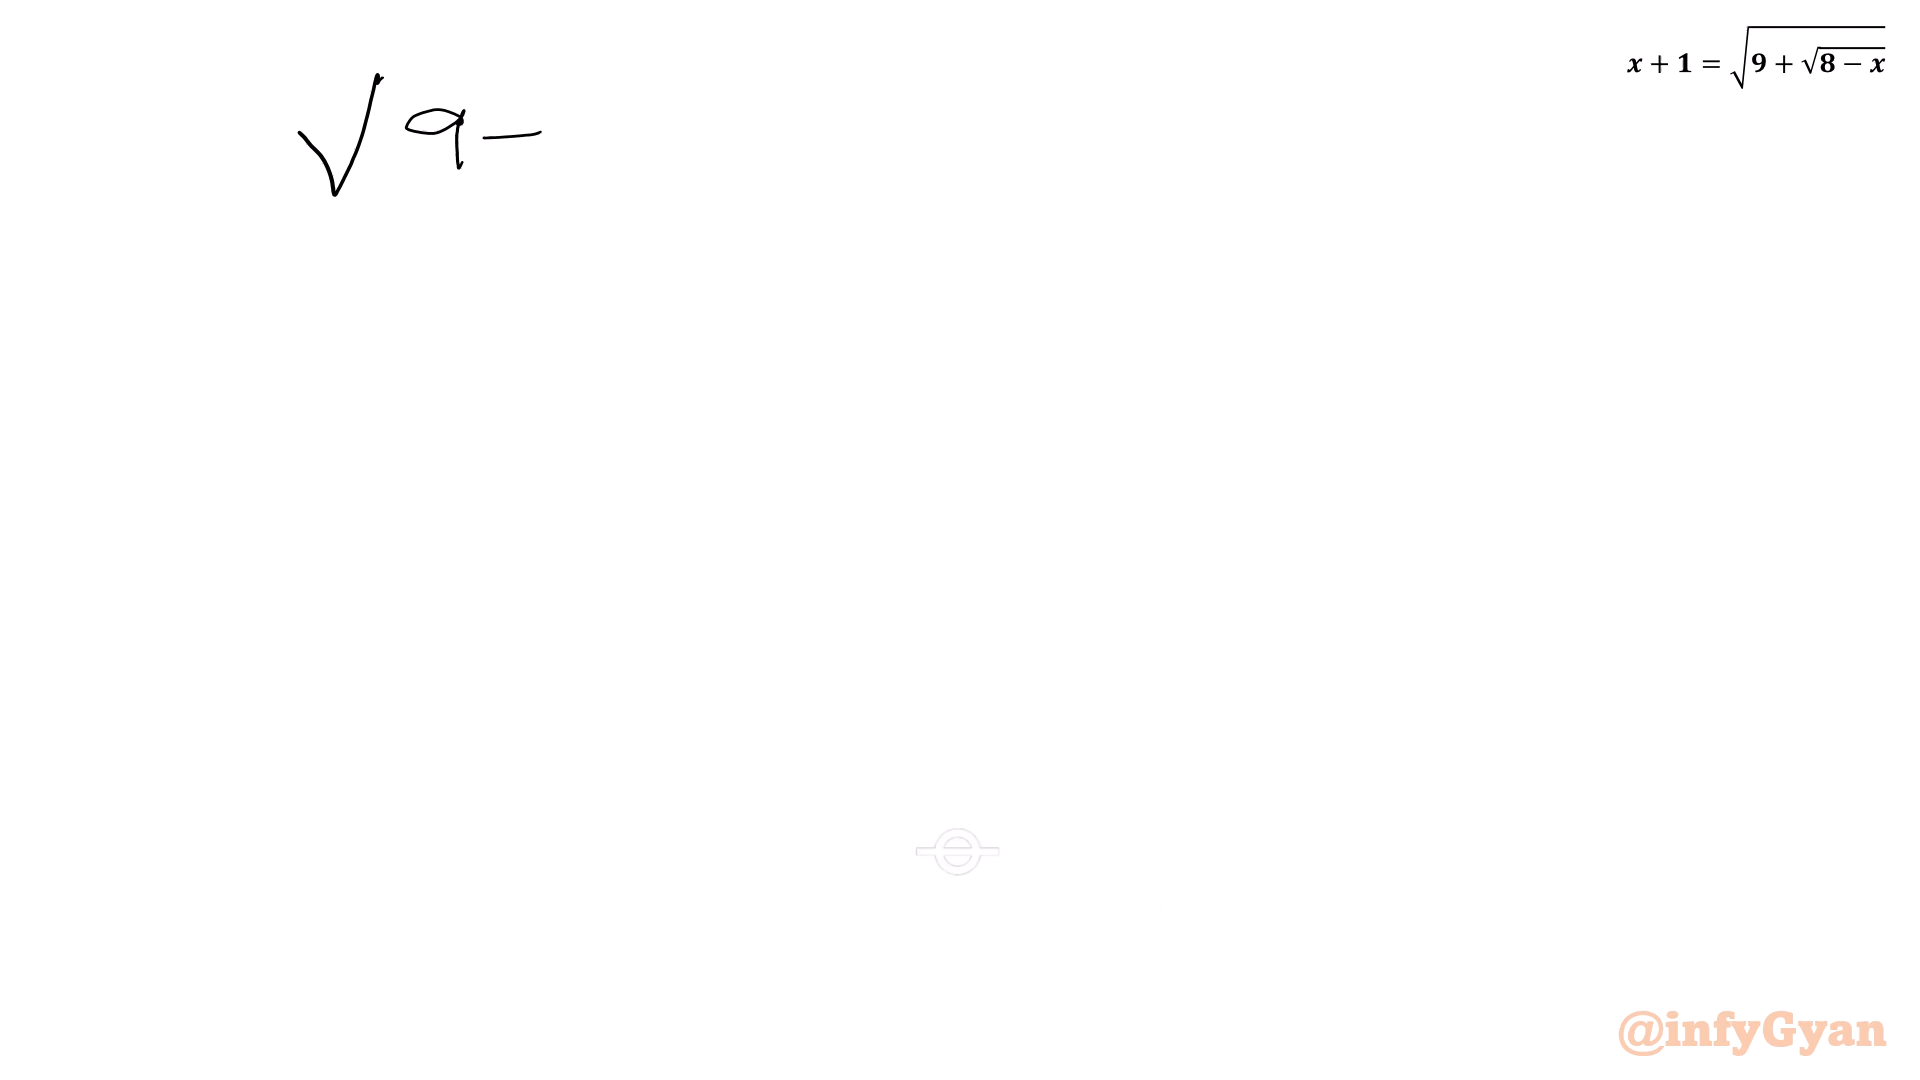 x + 1 = √(9 + √(8 − x))
√ 9 −
@infyGyan